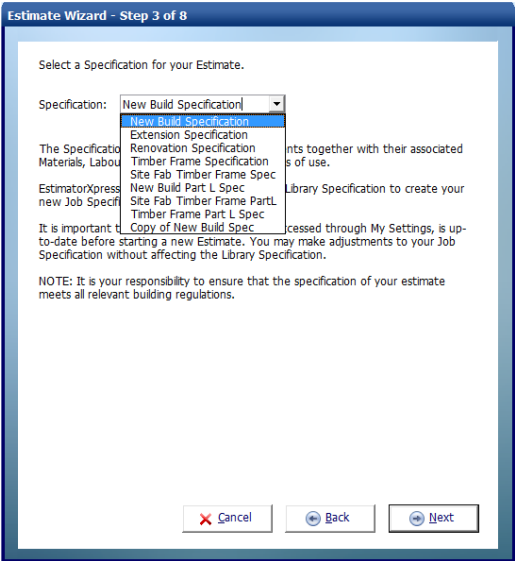 Estimate Wizard - Step 3 of 8
Select a Specification for your Estimate.
Specification: New Build Specification
New Build Specification
Extension Specification
Renovation Specification
Timber Frame Specification
Site Fab Timber Frame Spec
New Build Part L Spec
Site Fab Timber Frame PartL
Timber Frame Part L Spec
Copy of New Build Spec
The Specificatio nts together with their associated
Materials, Labou s of use.
EstimatorXpress Library Specification to create your
new Job Specifi
It is important t cessed through My Settings, is up-
to-date before starting a new Estimate. You may make adjustments to your Job
Specification without affecting the Library Specification.
NOTE: It is your responsibility to ensure that the specification of your estimate
meets all relevant building regulations.
Cancel Back Next